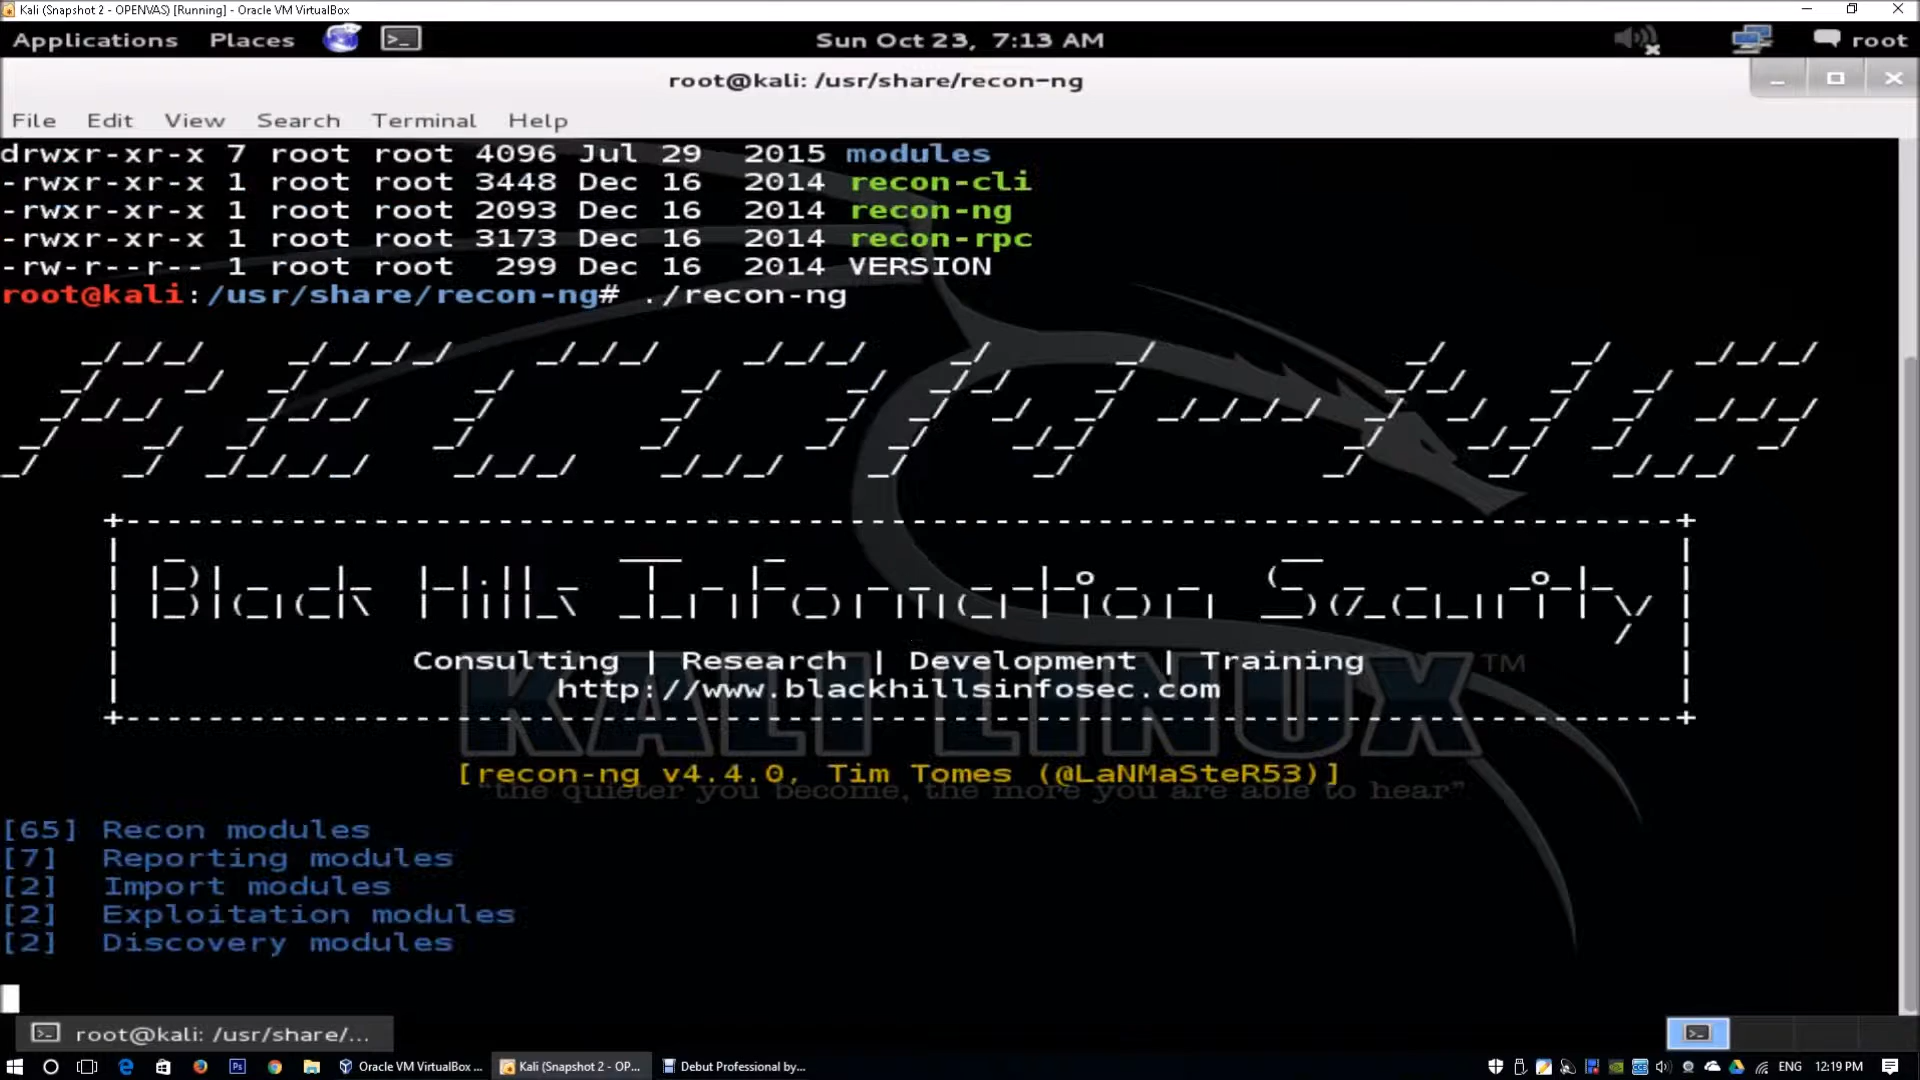 Kali (Snapshot 2 - OPENVAS) [Running] - Oracle VM VirtualBox
Applications Places Sun Oct 23, 7:13 AM root
root@kali: /usr/share/recon-ng
File Edit View Search Terminal Help
drwxr-xr-x 7 root root 4096 Jul 29 2015 modules
-rwxr-xr-x 1 root root 3448 Dec 16 2014 recon-cli
-rwxr-xr-x 1 root root 2093 Dec 16 2014 recon-ng
-rwxr-xr-x 1 root root 3173 Dec 16 2014 recon-rpc
-rw-r--r-- 1 root root 299 Dec 16 2014 VERSION
root@kali:/usr/share/recon-ng# ./recon-ng
RECON-NG
Black Hills Information Security
Consulting | Research | Development | Training
http://www.blackhillsinfosec.com
KALI LINUX™
[recon-ng v4.4.0, Tim Tomes (@LaNMaSteR53)]
"the quieter you become, the more you are able to hear"
[65] Recon modules
[7] Reporting modules
[2] Import modules
[2] Exploitation modules
[2] Discovery modules
root@kali: /usr/share/...
Oracle VM VirtualBox ... Kali (Snapshot 2 - OP... Debut Professional by... ENG 12:19 PM